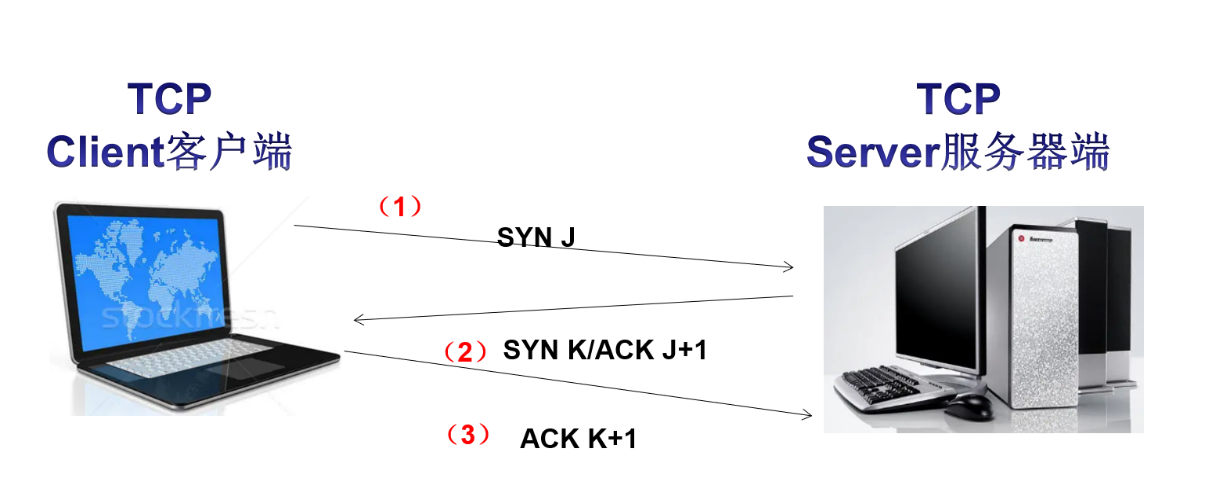 TCP
Client客户端
TCP
Server服务器端
（1）
SYN J
（2） SYN K/ACK J+1
（3） ACK K+1